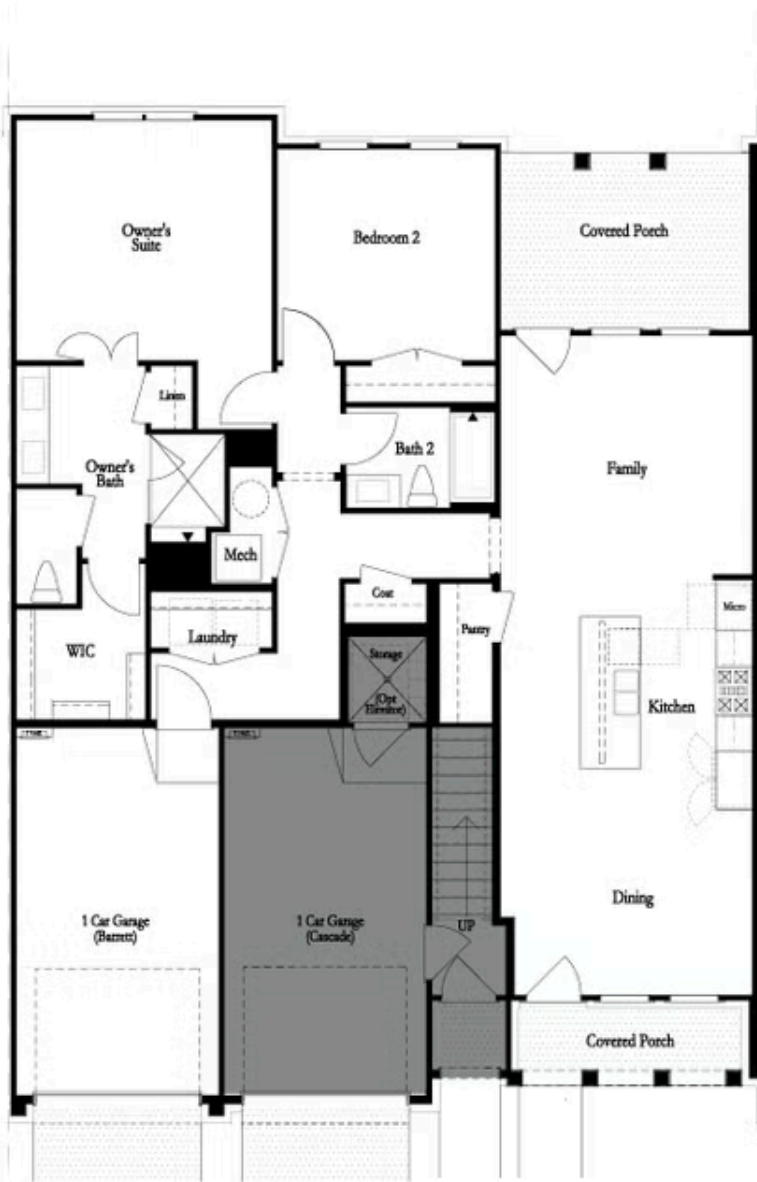 Owner's
Suite
Bedroom 2
Covered Porch
Linen
Bath 2
Owner's
Bath
Family
Mech
Coat
Micro
Laundry
Pantry
WIC
Storage
(Opt
Elevator)
Kitchen
Dining
1 Car Garage
(Barrett)
1 Car Garage
(Cascade)
UP
Covered Porch